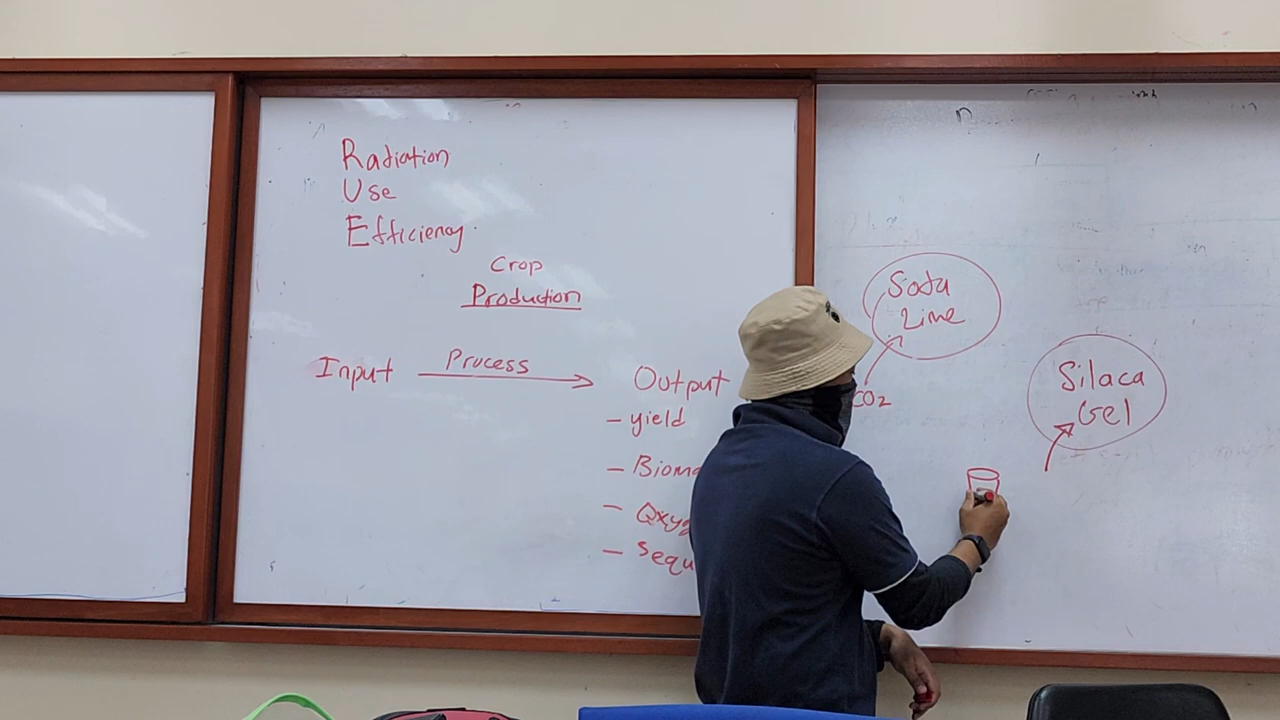 Radiation
Use
Efficiency.
Crop
Production
Input
Process
Output
- yield
- Bioma
- Oxyg
- Sequ
Soda
Lime
CO2
Silaca
Gel